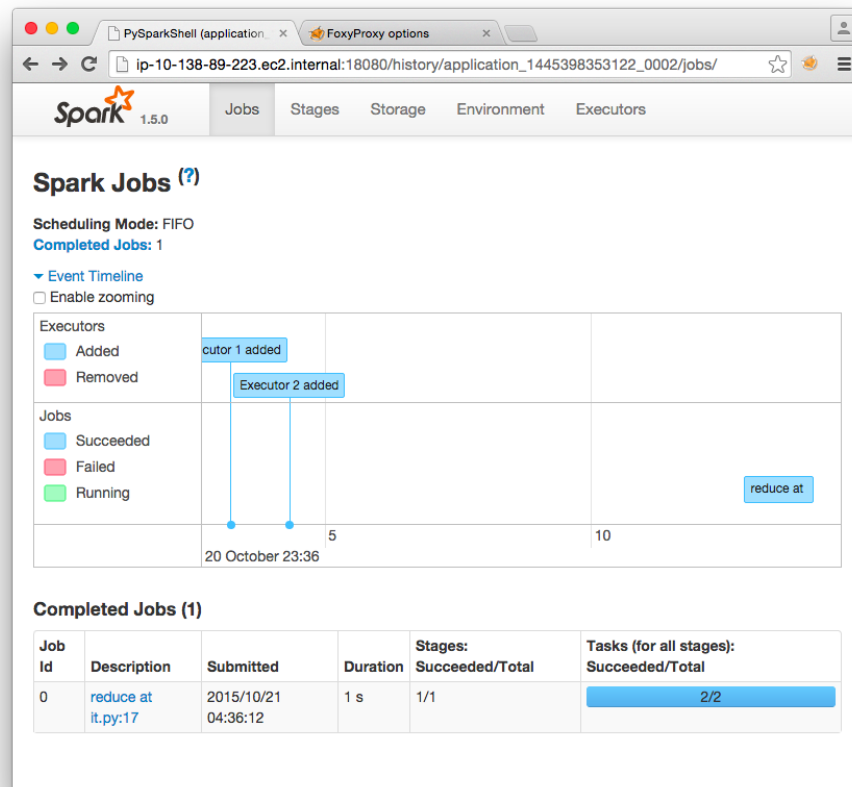 PySparkShell (application_
FoxyProxy options
ip-10-138-89-223.ec2.internal:18080/history/application_1445398353122_0002/jobs/
Spark 1.5.0 Jobs Stages Storage Environment Executors
Spark Jobs (?)
Scheduling Mode: FIFO
Completed Jobs: 1
Event Timeline
Enable zooming
Executors
Added
Removed
cutor 1 added
Executor 2 added
Jobs
Succeeded
Failed
Running
reduce at
5 10
20 October 23:36
Completed Jobs (1)
Job Id Description Submitted Duration Stages: Succeeded/Total Tasks (for all stages): Succeeded/Total
0 reduce at it.py:17 2015/10/21 04:36:12 1 s 1/1 2/2